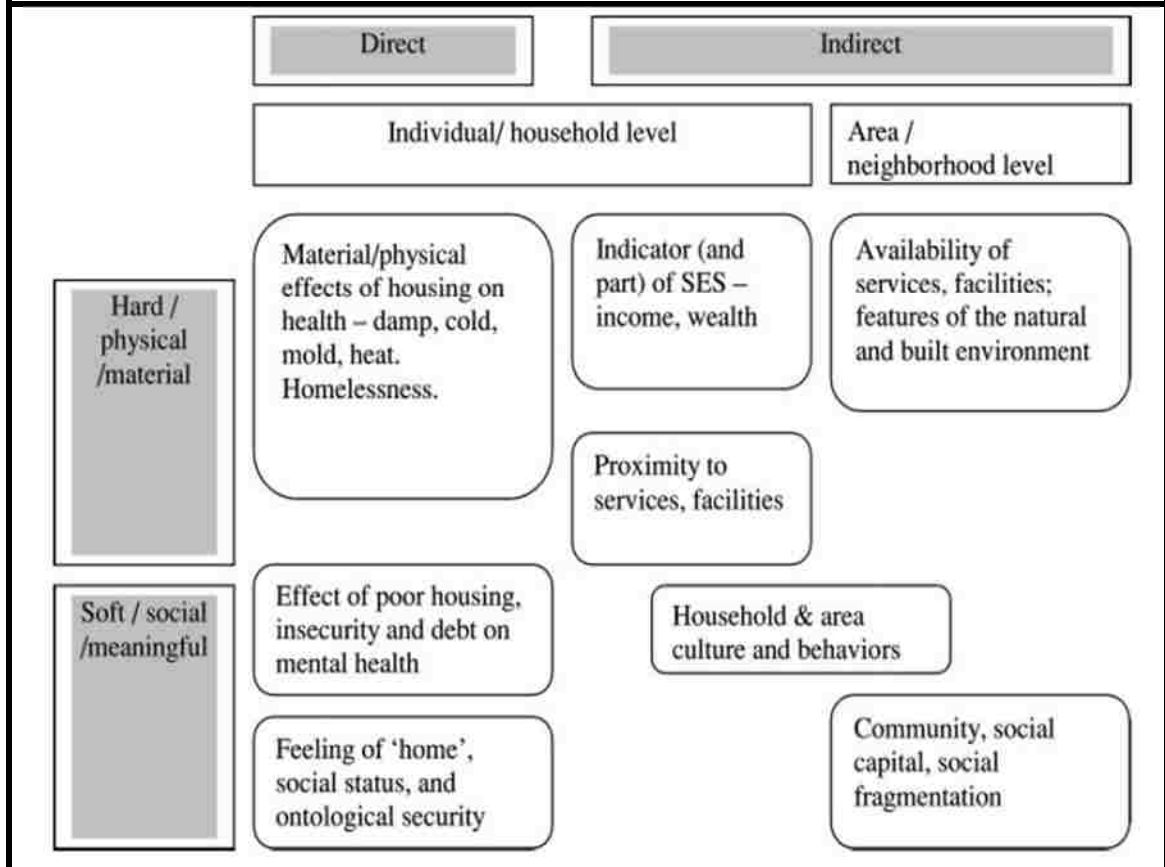 Direct
Indirect
Individual/ household level
Area /
neighborhood level
Hard /
physical
/material
Material/physical
effects of housing on
health – damp, cold,
mold, heat.
Homelessness.
Indicator (and
part) of SES –
income, wealth
Availability of
services, facilities;
features of the natural
and built environment
Proximity to
services, facilities
Soft / social
/meaningful
Effect of poor housing,
insecurity and debt on
mental health
Household & area
culture and behaviors
Feeling of ‘home’,
social status, and
ontological security
Community, social
capital, social
fragmentation